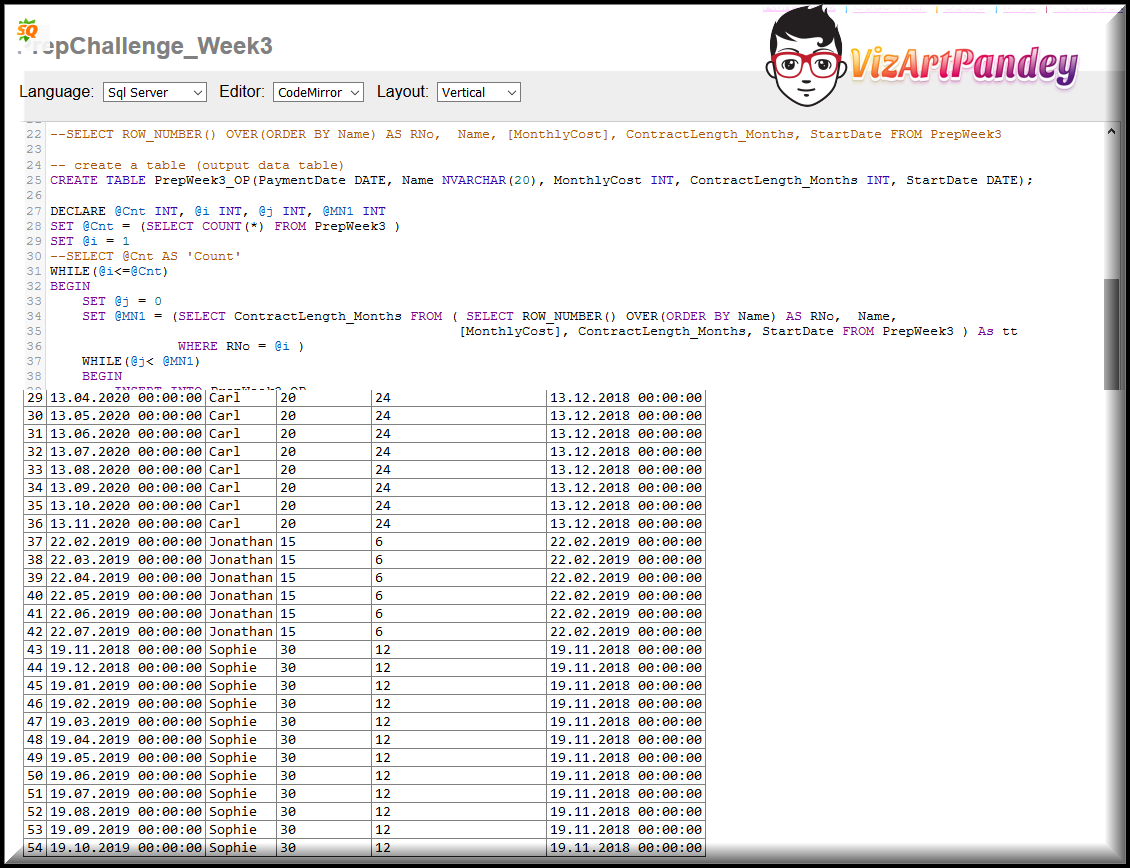 SQ
PrepChallenge_Week3
VizArtPandey
Language: Sql Server Editor: CodeMirror Layout: Vertical
22 --SELECT ROW_NUMBER() OVER(ORDER BY Name) AS RNo,  Name, [MonthlyCost], ContractLength_Months, StartDate FROM PrepWeek3
23
24 -- create a table (output data table)
25 CREATE TABLE PrepWeek3_OP(PaymentDate DATE, Name NVARCHAR(20), MonthlyCost INT, ContractLength_Months INT, StartDate DATE);
26
27 DECLARE @Cnt INT, @i INT, @j INT, @MN1 INT
28 SET @Cnt = (SELECT COUNT(*) FROM PrepWeek3 )
29 SET @i = 1
30 --SELECT @Cnt AS 'Count'
31 WHILE(@i<=@Cnt)
32 BEGIN
33 SET @j = 0
34 SET @MN1 = (SELECT ContractLength_Months FROM ( SELECT ROW_NUMBER() OVER(ORDER BY Name) AS RNo,  Name,
35 [MonthlyCost], ContractLength_Months, StartDate FROM PrepWeek3 ) As tt
36 WHERE RNo = @i )
37 WHILE(@j< @MN1)
38 BEGIN
29 13.04.2020 00:00:00 Carl 20 24 13.12.2018 00:00:00
30 13.05.2020 00:00:00 Carl 20 24 13.12.2018 00:00:00
31 13.06.2020 00:00:00 Carl 20 24 13.12.2018 00:00:00
32 13.07.2020 00:00:00 Carl 20 24 13.12.2018 00:00:00
33 13.08.2020 00:00:00 Carl 20 24 13.12.2018 00:00:00
34 13.09.2020 00:00:00 Carl 20 24 13.12.2018 00:00:00
35 13.10.2020 00:00:00 Carl 20 24 13.12.2018 00:00:00
36 13.11.2020 00:00:00 Carl 20 24 13.12.2018 00:00:00
37 22.02.2019 00:00:00 Jonathan 15 6 22.02.2019 00:00:00
38 22.03.2019 00:00:00 Jonathan 15 6 22.02.2019 00:00:00
39 22.04.2019 00:00:00 Jonathan 15 6 22.02.2019 00:00:00
40 22.05.2019 00:00:00 Jonathan 15 6 22.02.2019 00:00:00
41 22.06.2019 00:00:00 Jonathan 15 6 22.02.2019 00:00:00
42 22.07.2019 00:00:00 Jonathan 15 6 22.02.2019 00:00:00
43 19.11.2018 00:00:00 Sophie 30 12 19.11.2018 00:00:00
44 19.12.2018 00:00:00 Sophie 30 12 19.11.2018 00:00:00
45 19.01.2019 00:00:00 Sophie 30 12 19.11.2018 00:00:00
46 19.02.2019 00:00:00 Sophie 30 12 19.11.2018 00:00:00
47 19.03.2019 00:00:00 Sophie 30 12 19.11.2018 00:00:00
48 19.04.2019 00:00:00 Sophie 30 12 19.11.2018 00:00:00
49 19.05.2019 00:00:00 Sophie 30 12 19.11.2018 00:00:00
50 19.06.2019 00:00:00 Sophie 30 12 19.11.2018 00:00:00
51 19.07.2019 00:00:00 Sophie 30 12 19.11.2018 00:00:00
52 19.08.2019 00:00:00 Sophie 30 12 19.11.2018 00:00:00
53 19.09.2019 00:00:00 Sophie 30 12 19.11.2018 00:00:00
54 19.10.2019 00:00:00 Sophie 30 12 19.11.2018 00:00:00